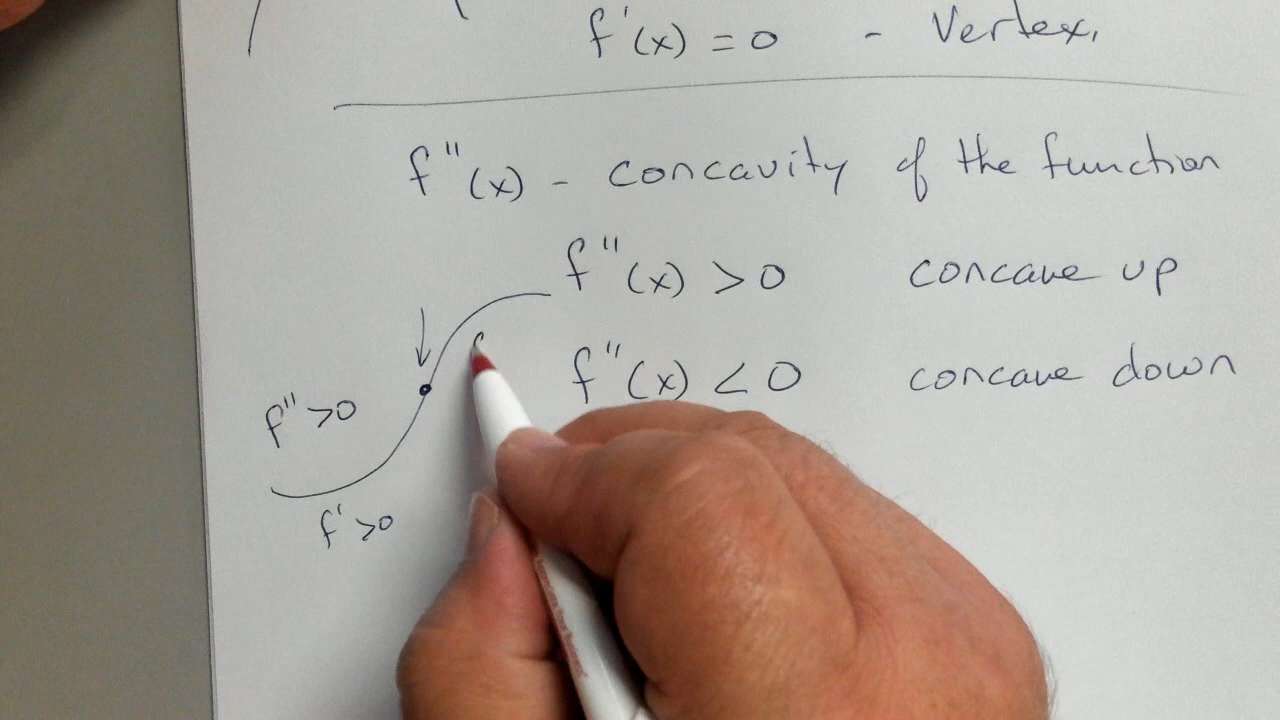 f'(x) = 0 - Vertex.
f''(x) - concavity of the function
f''(x) > 0 concave up
f''(x) < 0 concave down
f'' > 0
f' > 0